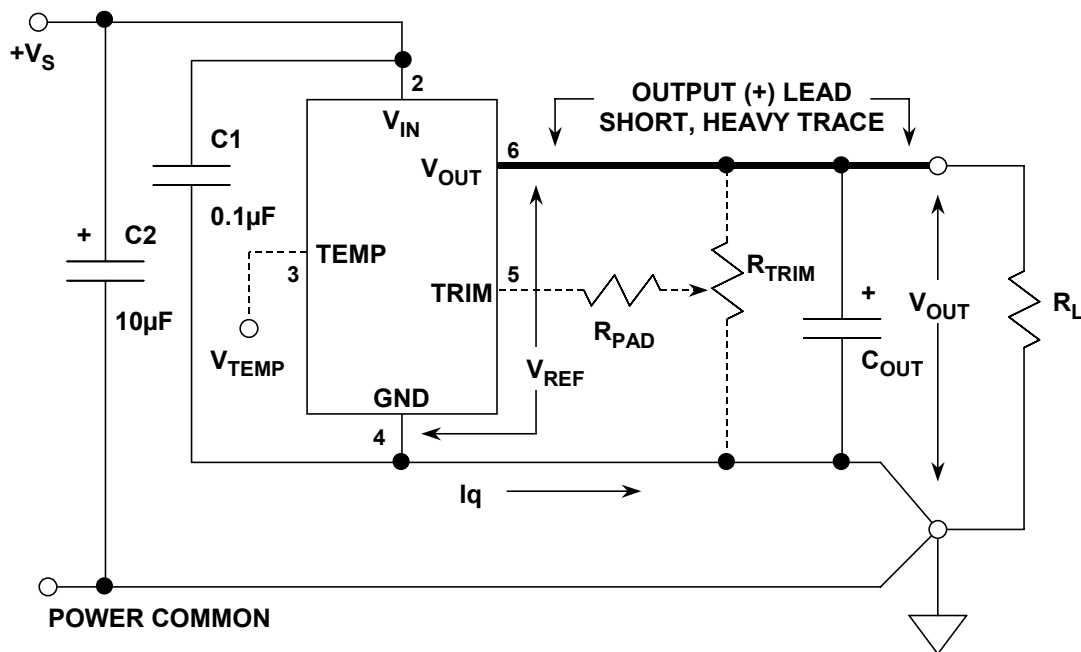 +VS
C1
0.1µF
+
C2
10µF
2
VIN
VOUT
6
TEMP
3
TRIM
5
GND
4
VTEMP
OUTPUT (+) LEAD
SHORT, HEAVY TRACE
RPAD
RTRIM
VREF
+
COUT
VOUT
RL
Iq
POWER COMMON